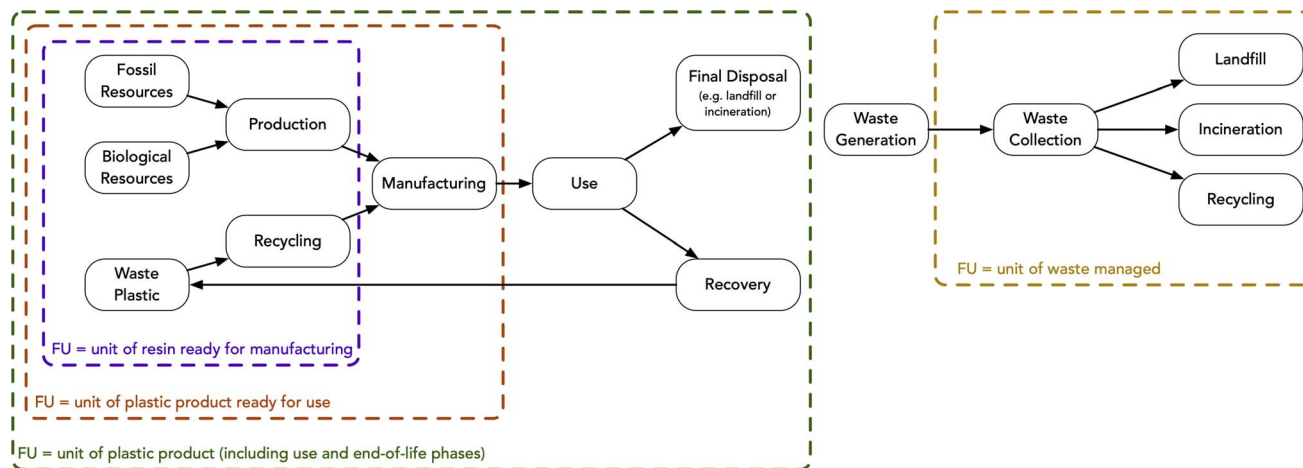 Fossil
Resources
Biological
Resources
Production
Waste
Plastic
Recycling
Manufacturing
Use
Final Disposal
(e.g. landfill or
incineration)
Recovery
FU = unit of resin ready for manufacturing
FU = unit of plastic product ready for use
FU = unit of plastic product (including use and end-of-life phases)
Waste
Generation
Waste
Collection
Landfill
Incineration
Recycling
FU = unit of waste managed